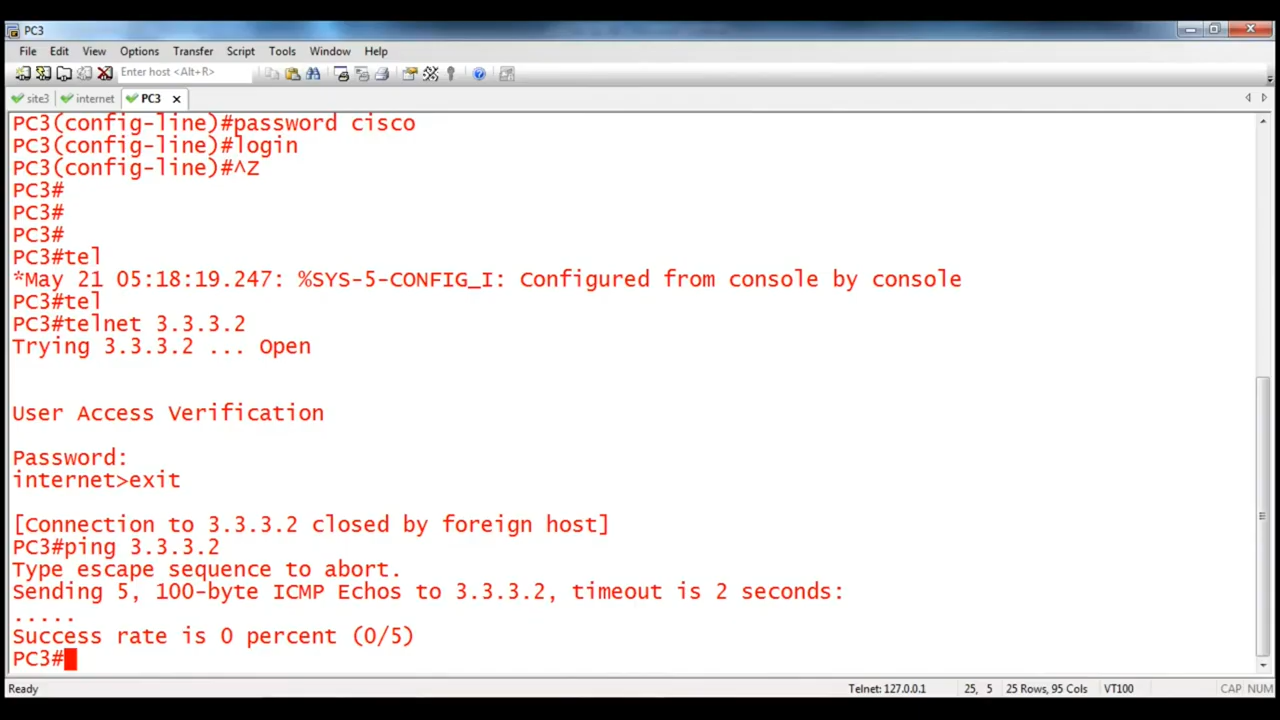 PC3
File Edit View Options Transfer Script Tools Window Help
Enter host <Alt+R>
site3 internet PC3
PC3(config-line)#password cisco
PC3(config-line)#login
PC3(config-line)#^Z
PC3#
PC3#
PC3#
PC3#tel
*May 21 05:18:19.247: %SYS-5-CONFIG_I: Configured from console by console
PC3#tel
PC3#telnet 3.3.3.2
Trying 3.3.3.2 ... Open
User Access Verification
Password:
internet>exit
[Connection to 3.3.3.2 closed by foreign host]
PC3#ping 3.3.3.2
Type escape sequence to abort.
Sending 5, 100-byte ICMP Echos to 3.3.3.2, timeout is 2 seconds:
.....
Success rate is 0 percent (0/5)
PC3#
Ready Telnet: 127.0.0.1 25, 5 25 Rows, 95 Cols VT100 CAP NUM